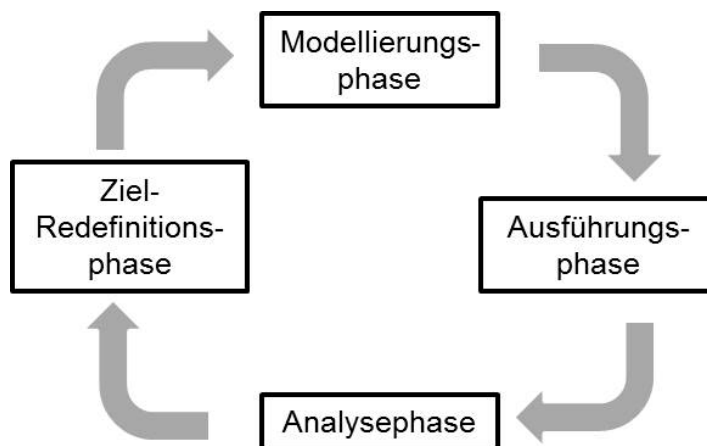 Modellierungs-
phase
Ausführungs-
phase
Analysephase
Ziel-
Redefinitions-
phase